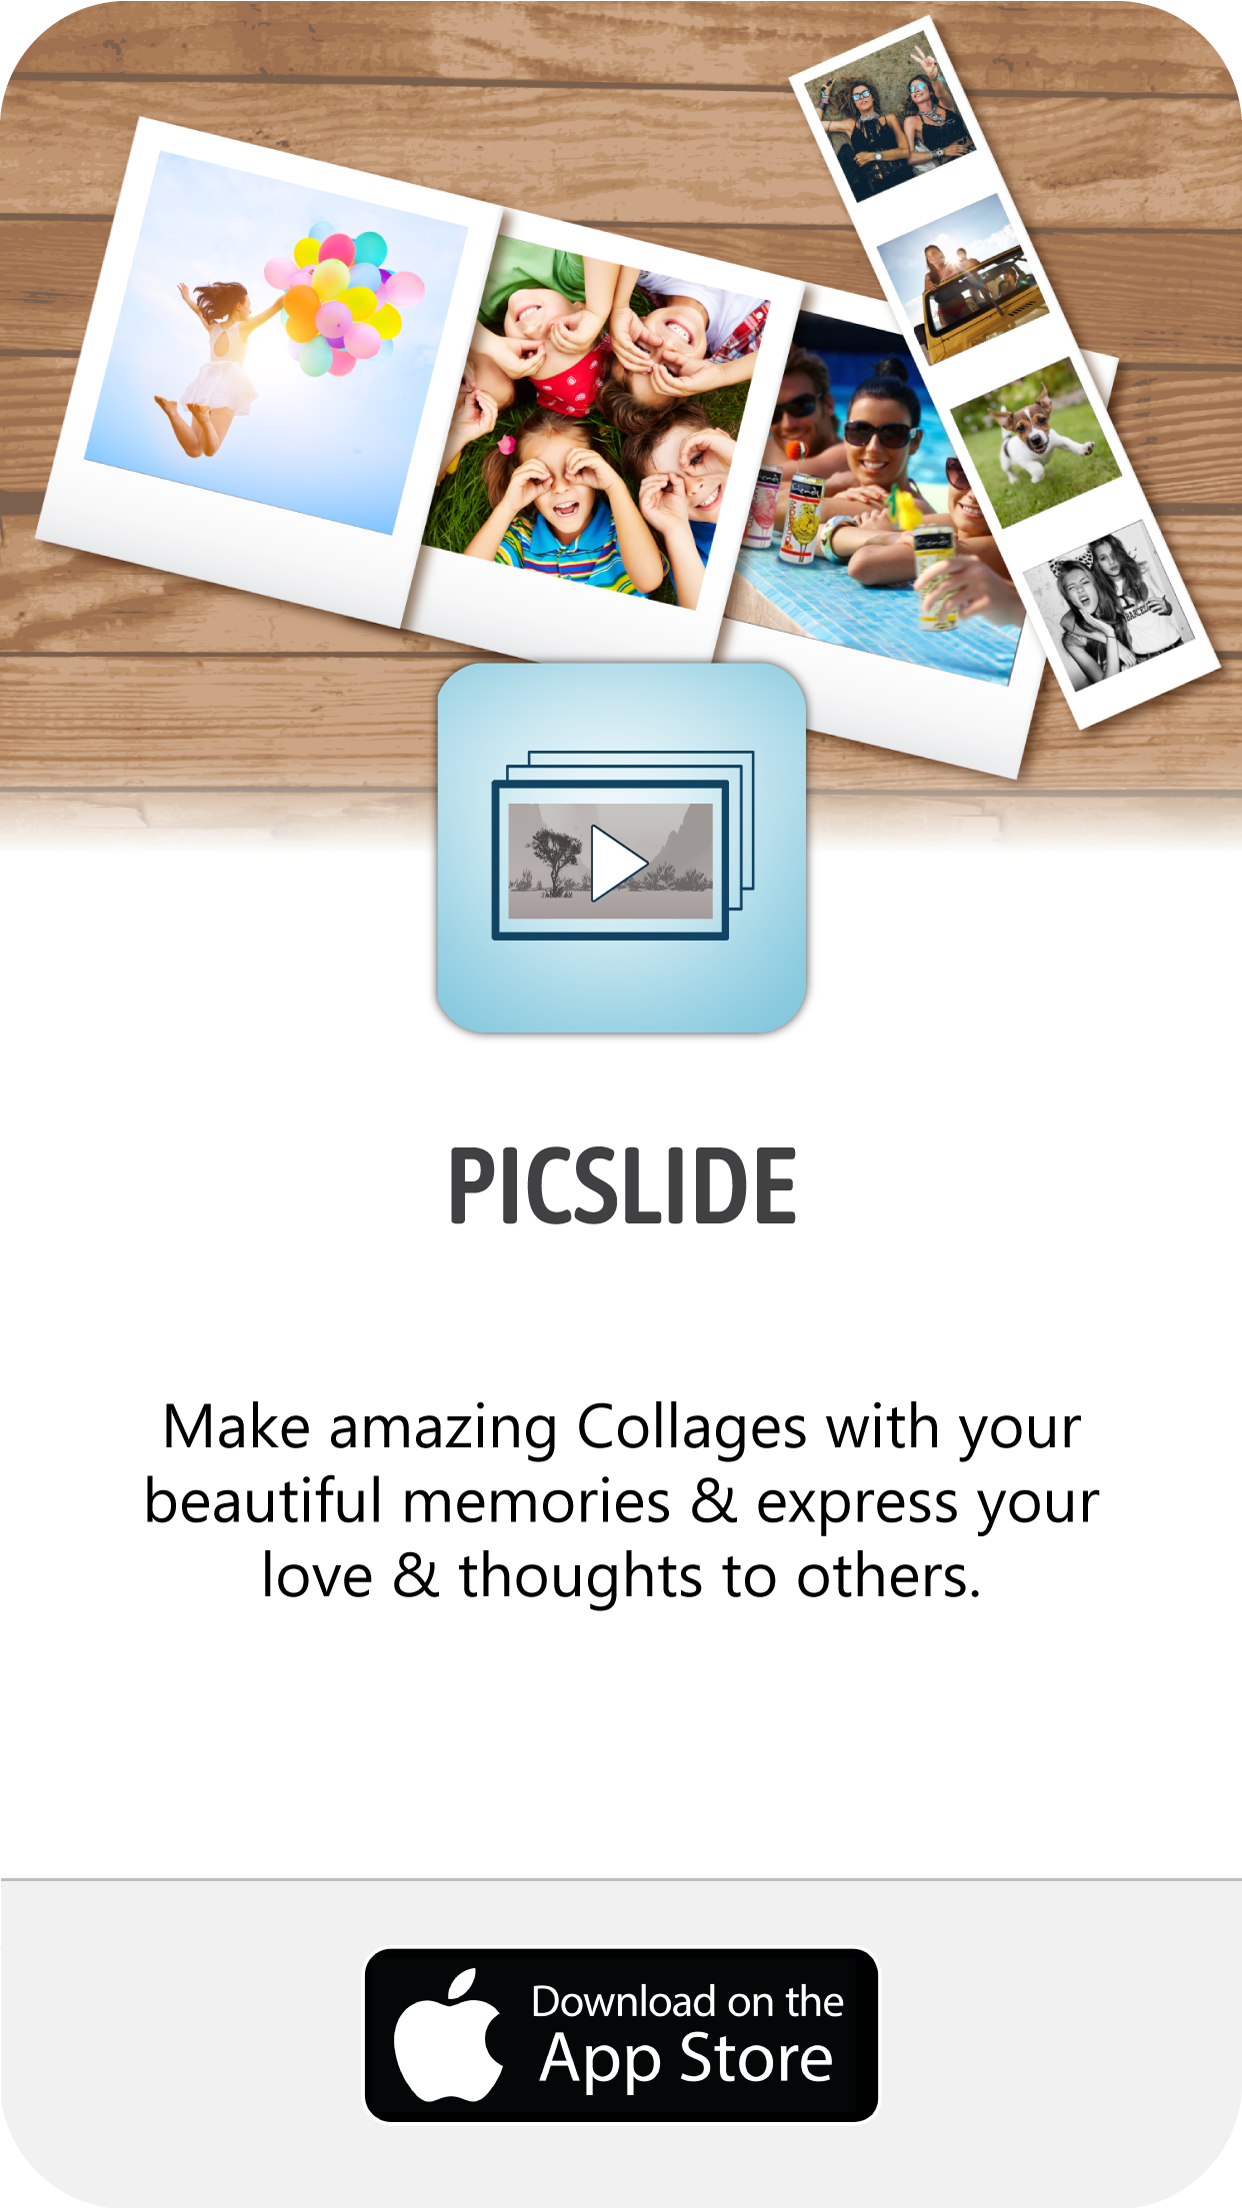 PICSLIDE
Make amazing Collages with your
beautiful memories & express your
love & thoughts to others.
Download on the
App Store